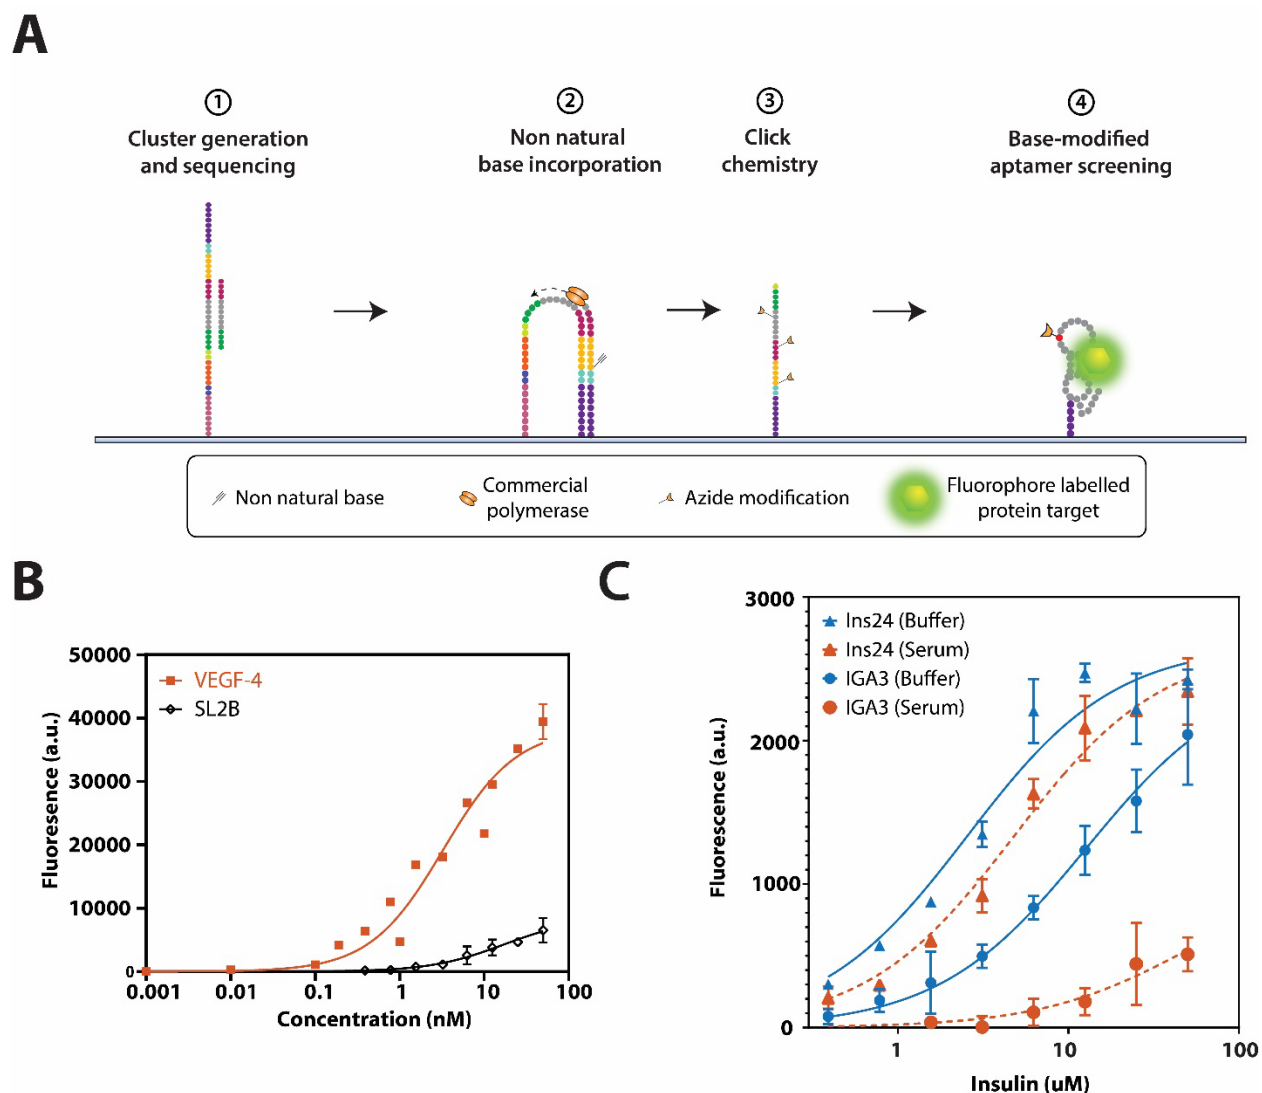 A
1
2
3
4
Cluster generation
and sequencing
Non natural
base incorporation
Click
chemistry
Base-modified
aptamer screening
Non natural base
Commercial
polymerase
Azide modification
Fluorophore labelled
protein target
B
50000
40000
30000
20000
10000
0
VEGF-4
SL2B
Fluoresence (a.u.)
0.001
0.01
0.1
1
10
100
Concentration (nM)
C
3000
2000
1000
0
Ins24 (Buffer)
Ins24 (Serum)
IGA3 (Buffer)
IGA3 (Serum)
Fluorescence (a.u.)
1
10
100
Insulin (uM)